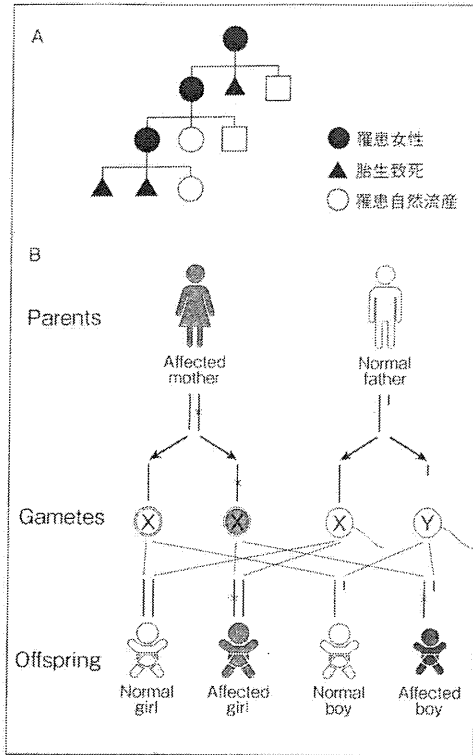 A
罹患女性
胎生致死
罹患自然流産
B
Parents
Affected
mother
Normal
father
Gametes
X
X
X
Y
Offspring
Normal
girl
Affected
girl
Normal
boy
Affected
boy